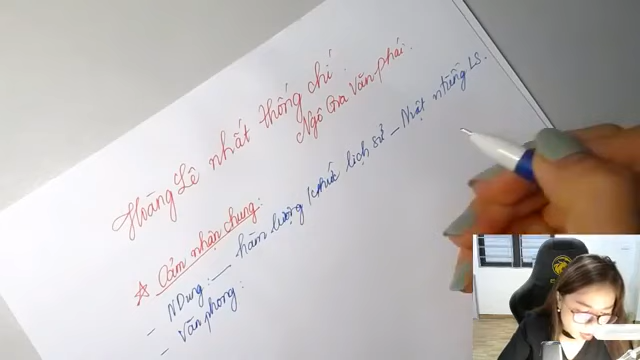 Hoàng Lê nhất thống chí
Ngô Gia Văn Phái.
☆ Cảm nhận chung:
- NDung: — hàm lượng kthức lịch sử – Nhật những LS.
- Văn phong: